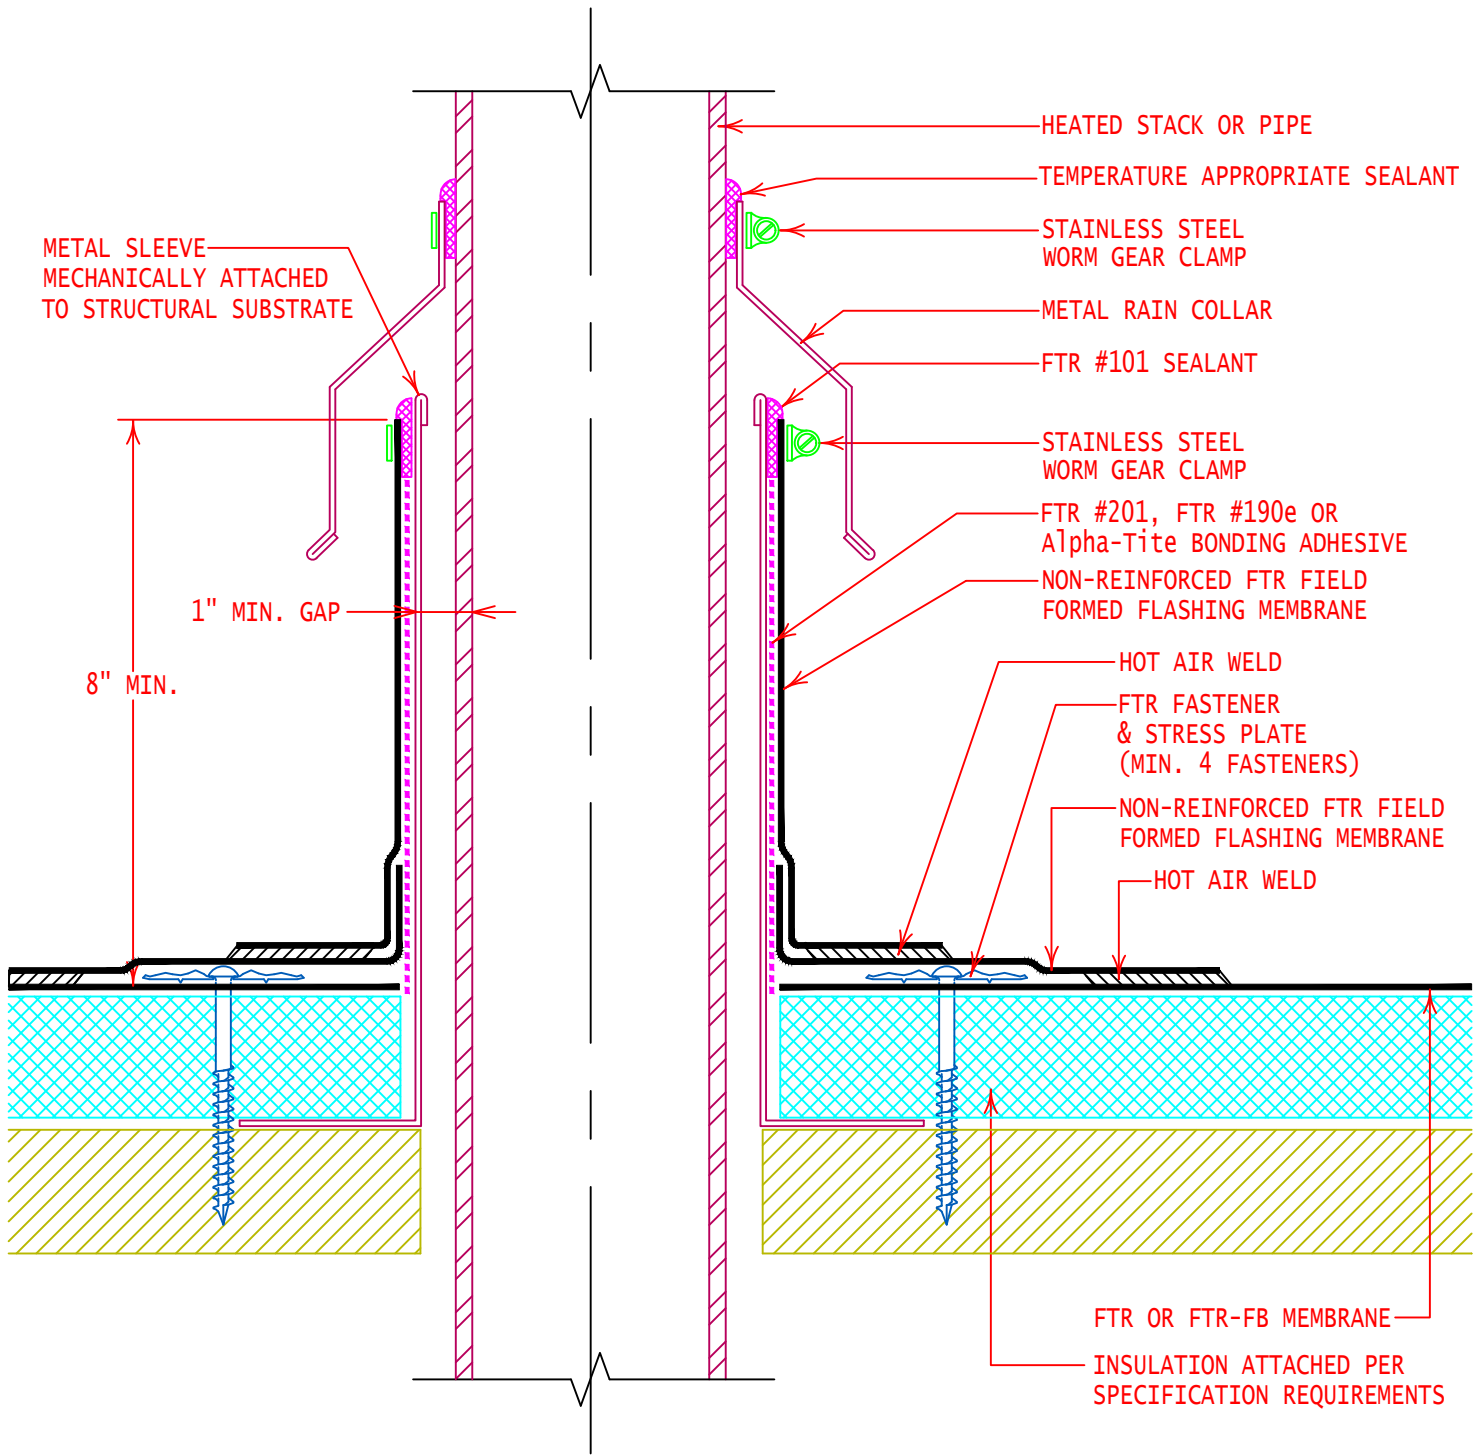 HEATED STACK OR PIPE
TEMPERATURE APPROPRIATE SEALANT
STAINLESS STEEL
WORM GEAR CLAMP
METAL SLEEVE
MECHANICALLY ATTACHED
TO STRUCTURAL SUBSTRATE
METAL RAIN COLLAR
FTR #101 SEALANT
STAINLESS STEEL
WORM GEAR CLAMP
FTR #201, FTR #190e OR
Alpha-Tite BONDING ADHESIVE
NON-REINFORCED FTR FIELD
FORMED FLASHING MEMBRANE
1" MIN. GAP
8" MIN.
HOT AIR WELD
FTR FASTENER
& STRESS PLATE
(MIN. 4 FASTENERS)
NON-REINFORCED FTR FIELD
FORMED FLASHING MEMBRANE
HOT AIR WELD
FTR OR FTR-FB MEMBRANE
INSULATION ATTACHED PER
SPECIFICATION REQUIREMENTS